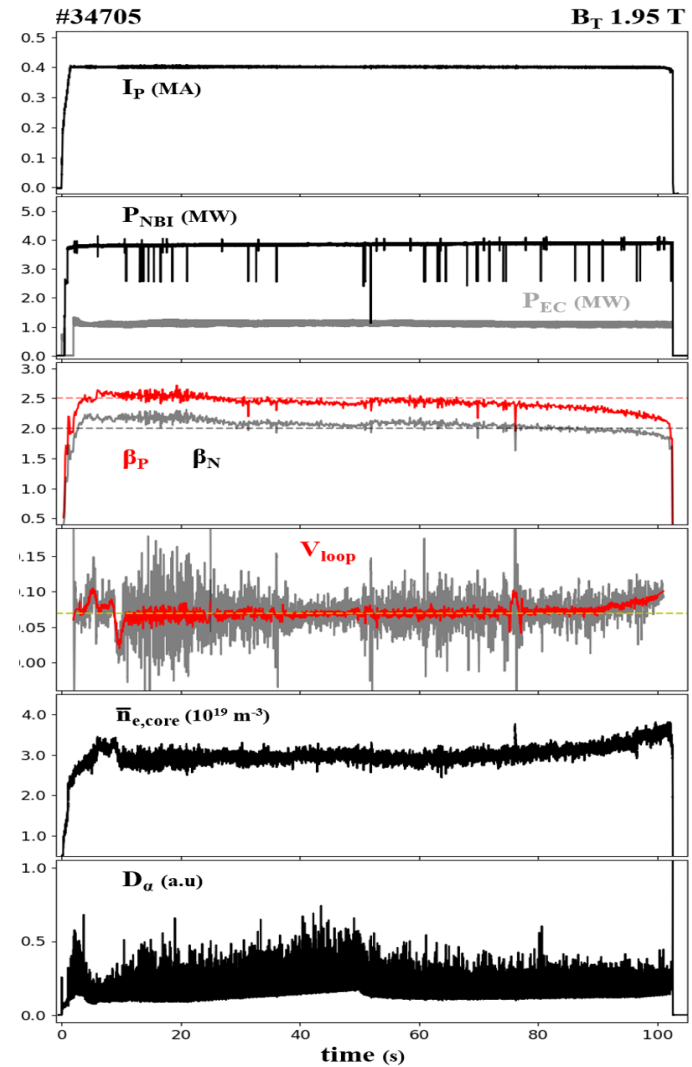 #34705 B_T 1.95 T
0.5
0.4
0.3
0.2
0.1
0.0
I_P (MA)
5.0
4.0
3.0
2.0
1.0
0.0
P_NBI (MW)
P_EC (MW)
3.0
2.5
2.0
1.5
1.0
0.5
β_P β_N
0.15
0.10
0.05
0.00
V_loop
4.0
3.0
2.0
1.0
n̅_e,core (10¹⁹ m⁻³)
1.0
0.5
0.0
D_α (a.u)
0 20 40 60 80 100
time (s)